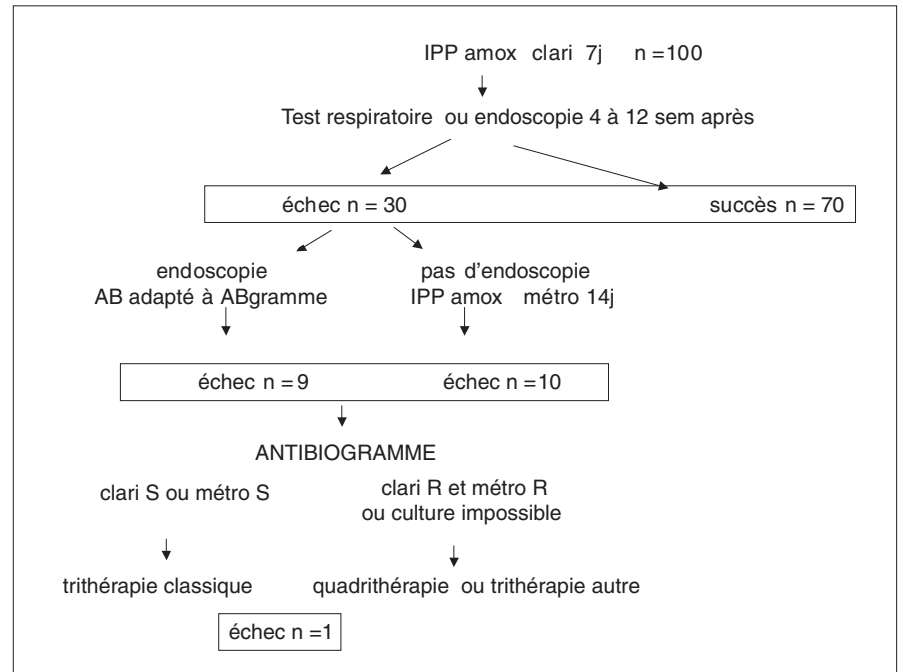 IPP amox clari 7j n =100
Test respiratoire ou endoscopie 4 à 12 sem après
échec n = 30 succès n = 70
endoscopie
AB adapté à ABgramme
pas d'endoscopie
IPP amox métro 14j
échec n = 9 échec n =10
ANTIBIOGRAMME
clari S ou métro S
clari R et métro R
ou culture impossible
trithérapie classique quadrithérapie ou trithérapie autre
échec n =1